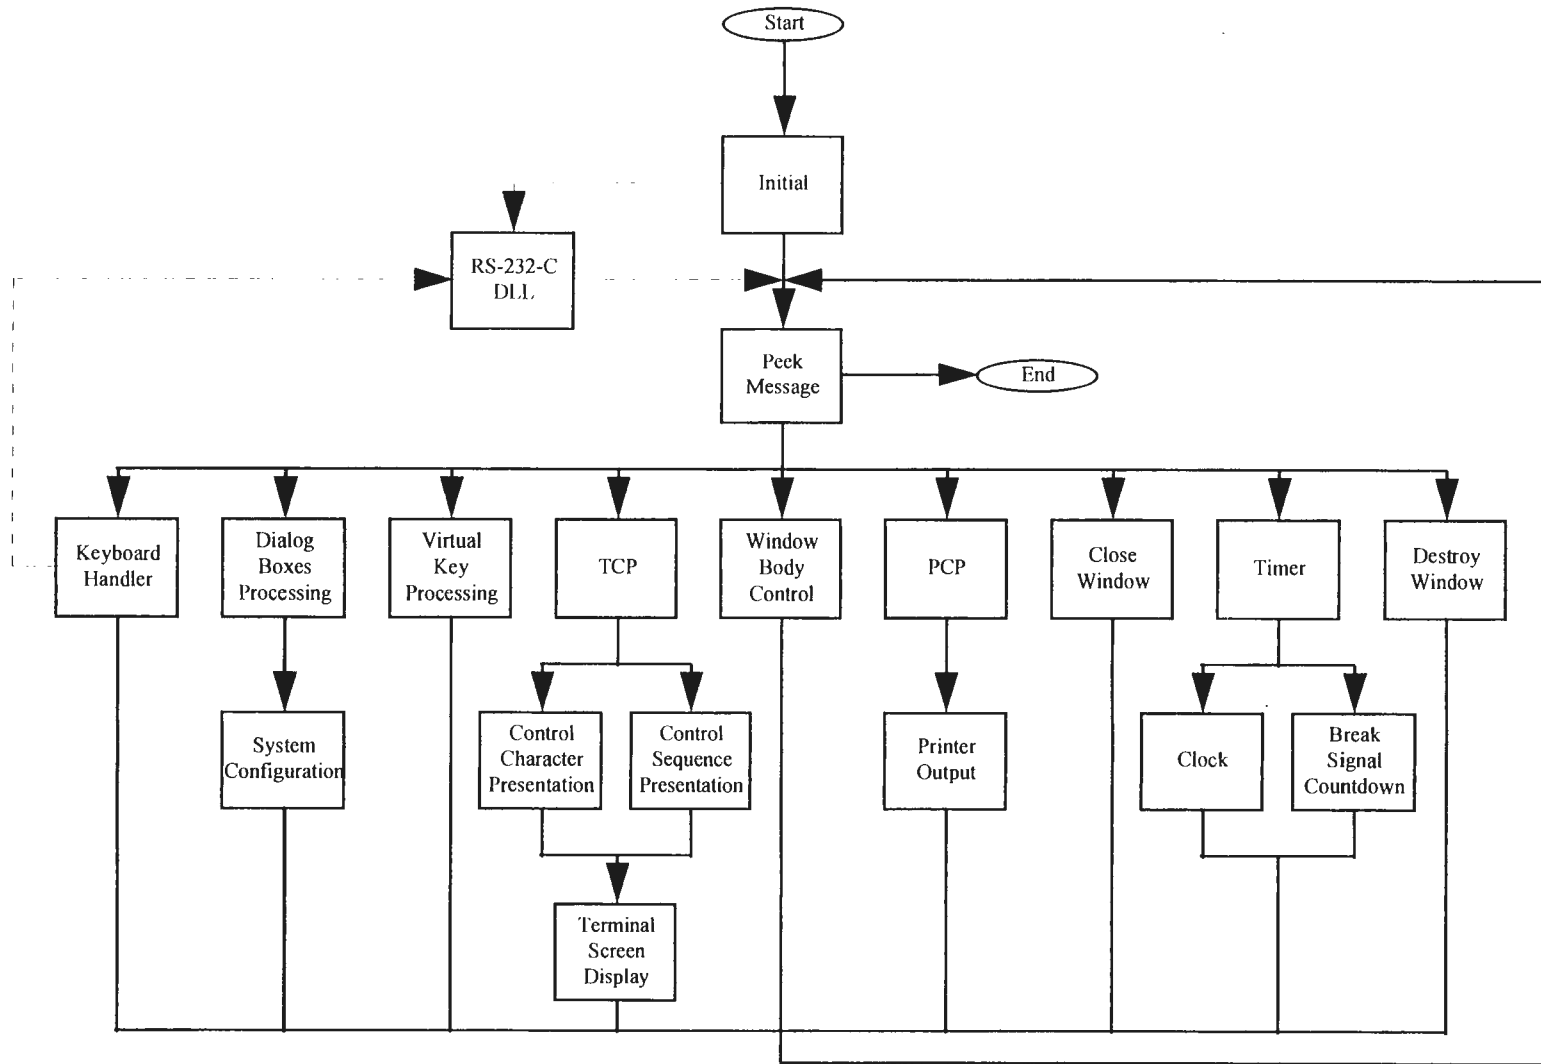 Start
Initial
RS-232-C
DLL
Peek
Message
End
Keyboard
Handler
Dialog
Boxes
Processing
Virtual
Key
Processing
TCP
Window
Body
Control
PCP
Close
Window
Timer
Destroy
Window
System
Configuration
Control
Character
Presentation
Control
Sequence
Presentation
Printer
Output
Clock
Break
Signal
Countdown
Terminal
Screen
Display